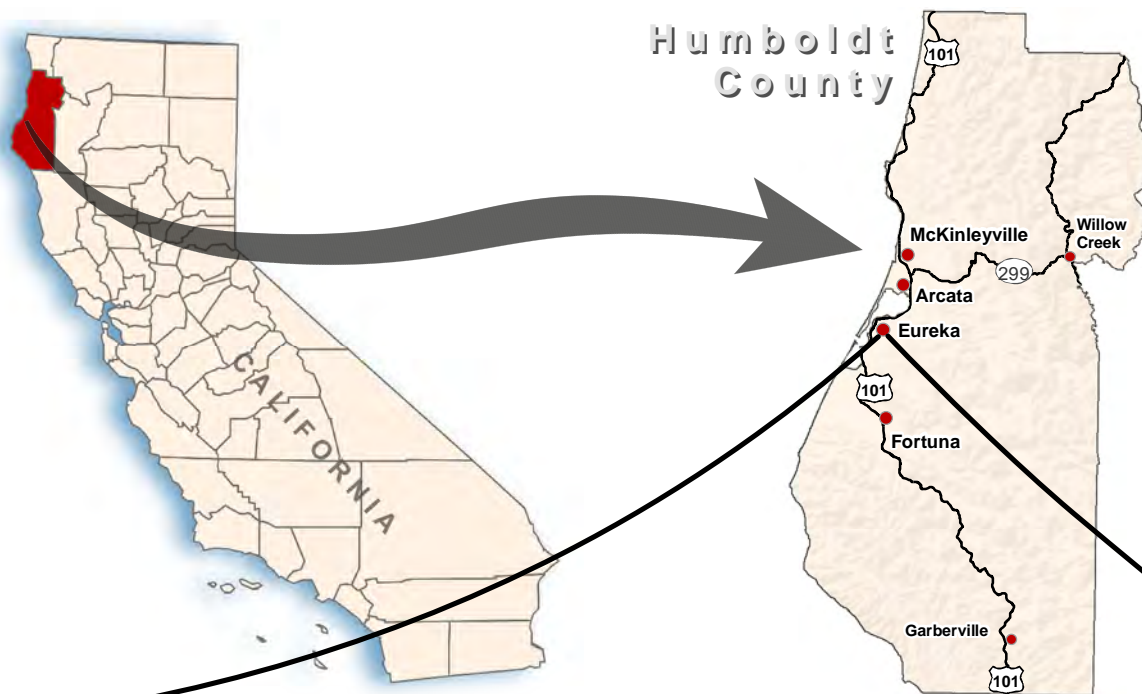 Humboldt
County
101
McKinleyville
Willow
Creek
299
Arcata
Eureka
CALIFORNIA
101
Fortuna
Garberville
101